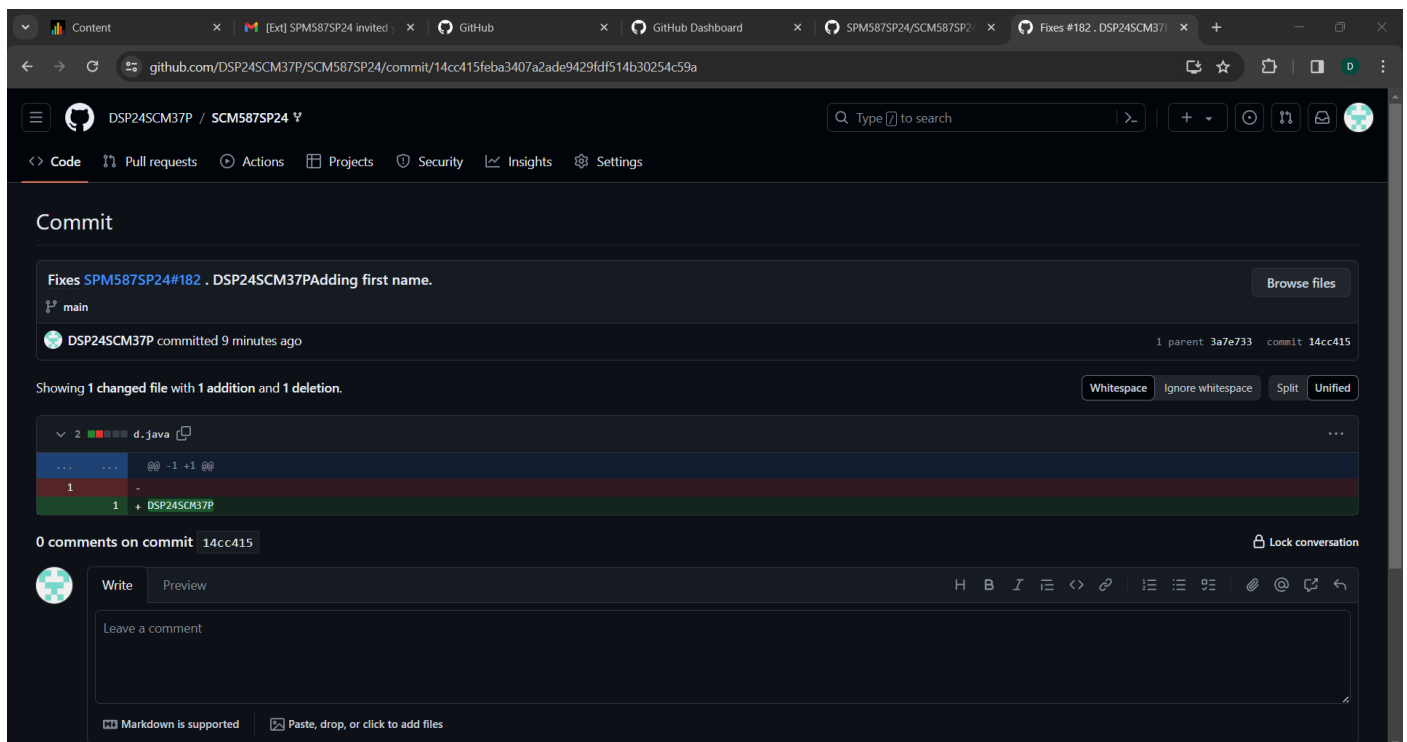 Content
[Ext] SPM587SP24 invited y
GitHub
GitHub Dashboard
SPM587SP24/SCM587SP24
Fixes #182 . DSP24SCM37P
github.com/DSP24SCM37P/SCM587SP24/commit/14cc415feba3407a2ade9429fdf514b30254c59a
D
DSP24SCM37P / SCM587SP24
Type / to search
Code
Pull requests
Actions
Projects
Security
Insights
Settings
Commit
Fixes SPM587SP24#182 . DSP24SCM37PAdding first name.
Browse files
main
DSP24SCM37P committed 9 minutes ago
1 parent 3a7e733 commit 14cc415
Showing 1 changed file with 1 addition and 1 deletion.
Whitespace Ignore whitespace
Split Unified
2 d.java
... ... @@ -1 +1 @@
1 -
1 + DSP24SCM37P
0 comments on commit 14cc415
Lock conversation
Write Preview
Leave a comment
Markdown is supported
Paste, drop, or click to add files